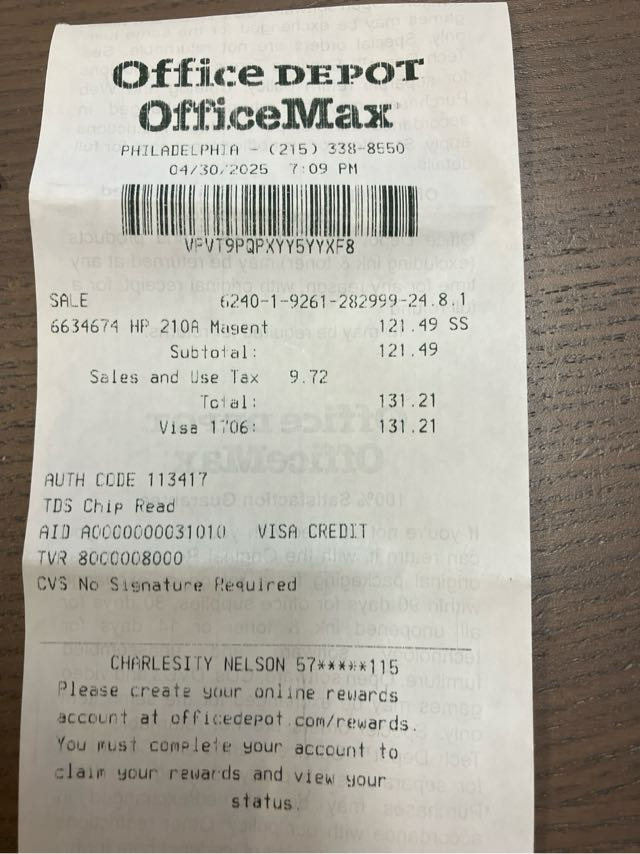 Office DEPOT
OfficeMax
PHILADELPHIA - (215) 338-8550
04/30/2025 7:09 PM
VPVT9PQPXYY5YYXF8
SALE 6240-1-9261-282999-24.8.1
6634674 HP 210A Magent 121.49 SS
Subtotal: 121.49
Sales and Use Tax 9.72
Total: 131.21
Visa 1706: 131.21
AUTH CODE 113417
TDS Chip Read
AID A0000000031010 VISA CREDIT
TVR 8000008000
CVS No Signature Required
CHARLESITY NELSON 57*****115
Please create your online rewards
account at officedepot.com/rewards.
You must complete your account to
claim your rewards and view your
status.